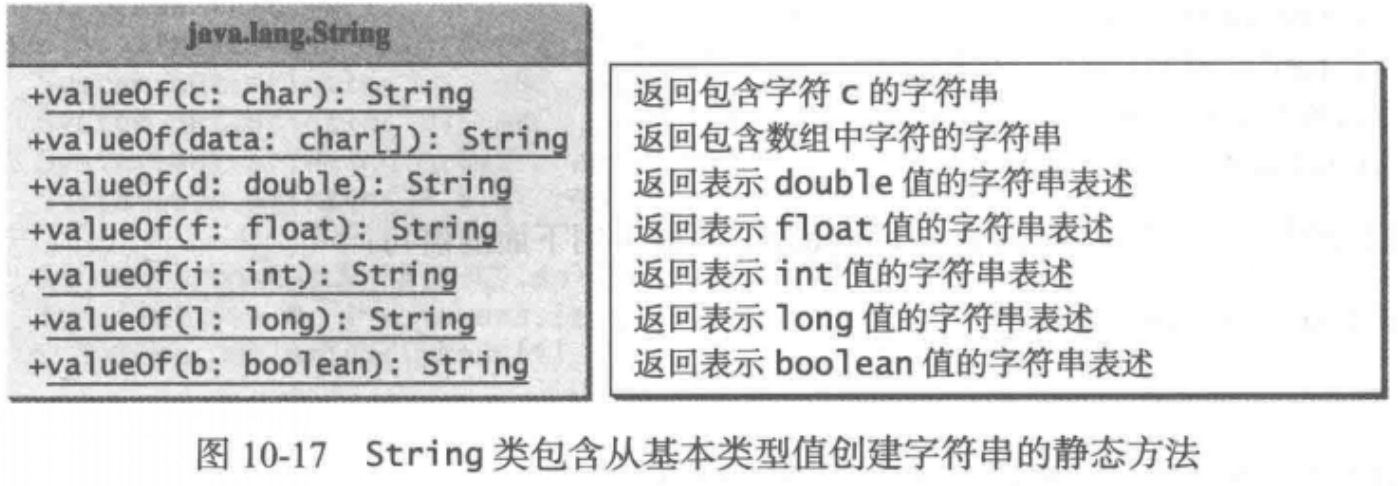 java.lang.String
+valueOf(c: char): String
+valueOf(data: char[]): String
+valueOf(d: double): String
+valueOf(f: float): String
+valueOf(i: int): String
+valueOf(l: long): String
+valueOf(b: boolean): String
返回包含字符 c 的字符串
返回包含数组中字符的字符串
返回表示 double 值的字符串表述
返回表示 float 值的字符串表述
返回表示 int 值的字符串表述
返回表示 long 值的字符串表述
返回表示 boolean 值的字符串表述
图 10-17 String 类包含从基本类型值创建字符串的静态方法